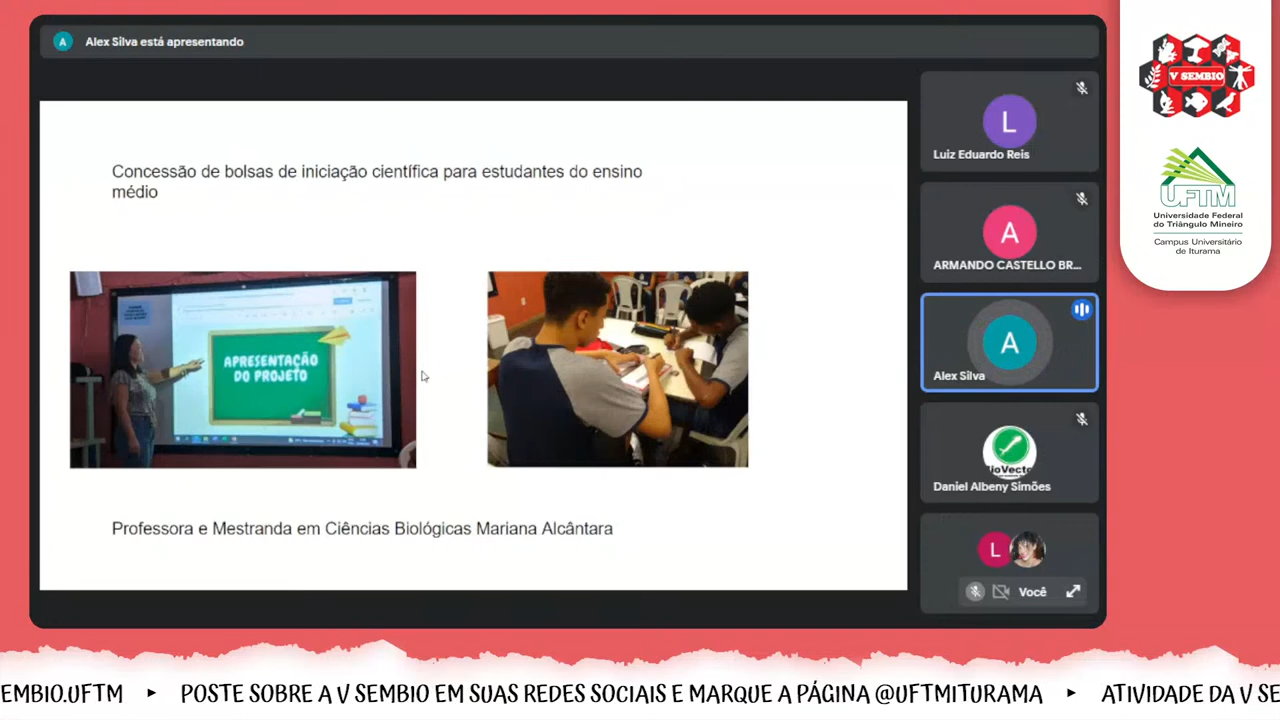 A
Alex Silva está apresentando
Concessão de bolsas de iniciação científica para estudantes do ensino
médio
APRESENTAÇÃO
DO PROJETO
Professora e Mestranda em Ciências Biológicas Mariana Alcântara
L
Luiz Eduardo Reis
A
ARMANDO CASTELLO BR...
A
Alex Silva
ioVecto
Daniel Albeny Simões
L
Você
V SEMBIO
UFTM
Universidade Federal
do Triângulo Mineiro
Campus Universitário
de Iturama
EMBIO.UFTM ▸ POSTE SOBRE A V SEMBIO EM SUAS REDES SOCIAIS E MARQUE A PÁGINA @UFTMITURAMA ▸ ATIVIDADE DA V SE